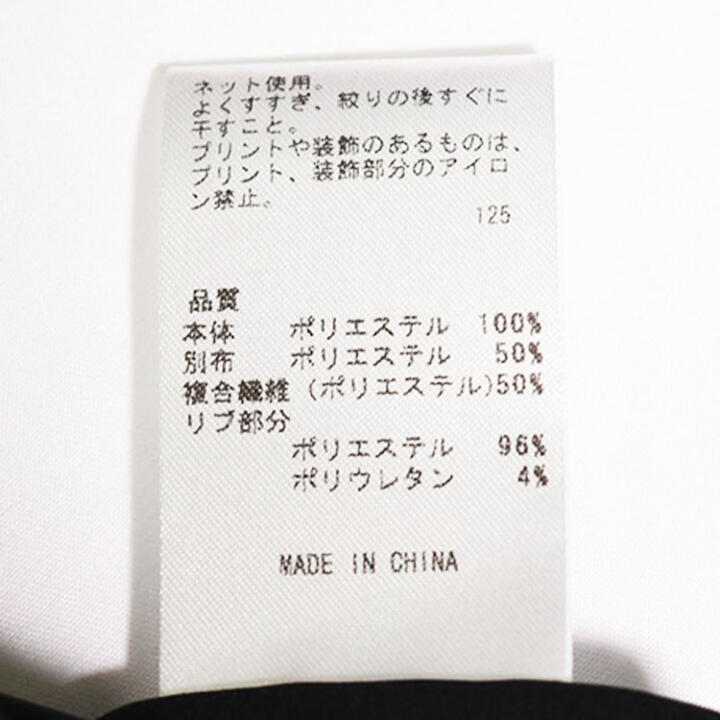 ネット使用。
よくすすぎ、絞りの後すぐに
干すこと。
プリントや装飾のあるものは、
プリント、装飾部分のアイロ
ン禁止。
125
品質
本体 ポリエステル 100%
別布 ポリエステル 50%
複合繊維 (ポリエステル)50%
リブ部分
ポリエステル 96%
ポリウレタン 4%
MADE IN CHINA